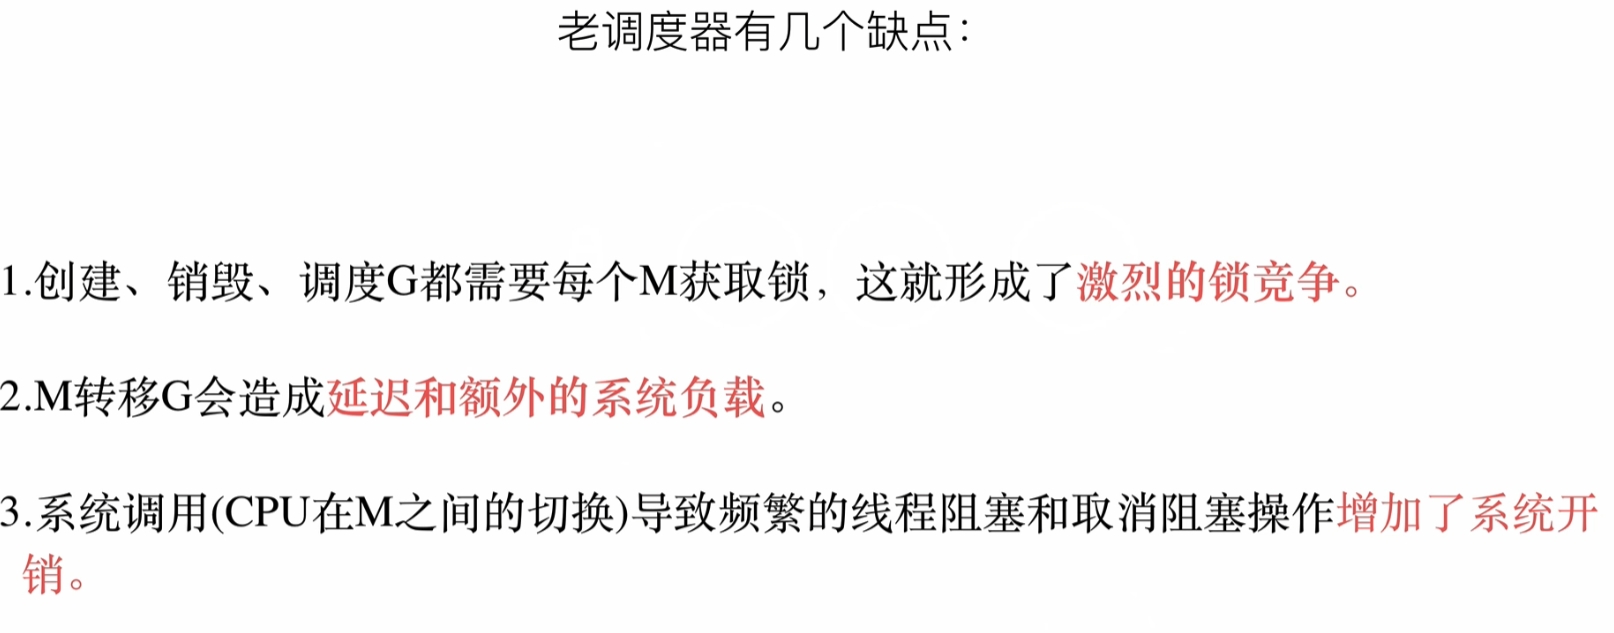 老调度器有几个缺点：
1.创建、销毁、调度G都需要每个M获取锁，这就形成了激烈的锁竞争。
2.M转移G会造成延迟和额外的系统负载。
3.系统调用(CPU在M之间的切换)导致频繁的线程阻塞和取消阻塞操作增加了系统开
销。